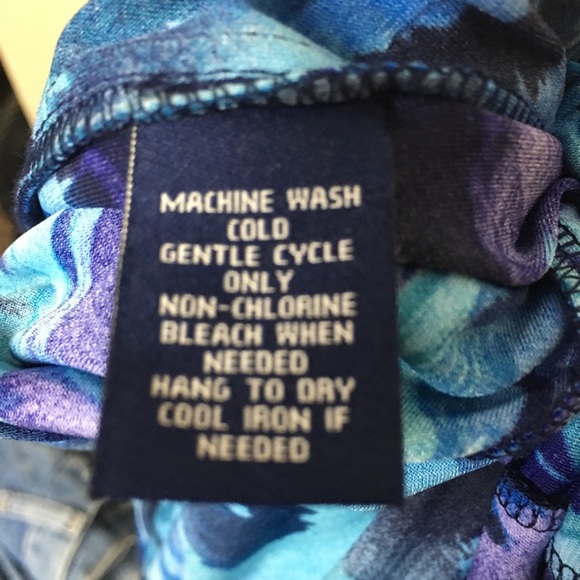 MACHINE WASH
COLD
GENTLE CYCLE
ONLY
NON-CHLORINE
BLEACH WHEN
NEEDED
HANG TO DRY
COOL IRON IF
NEEDED